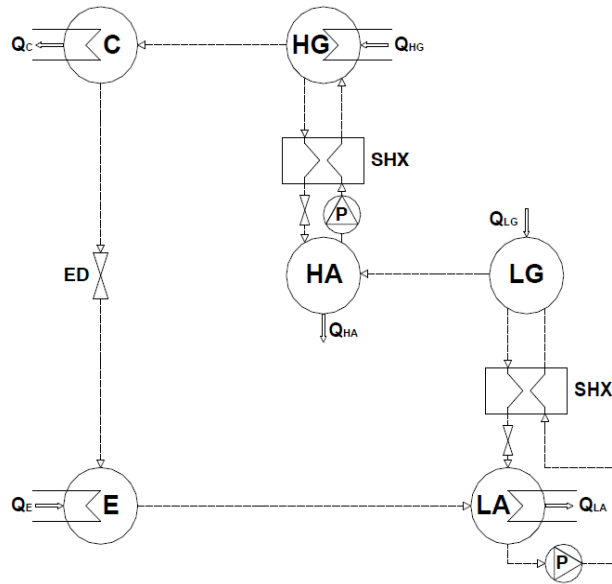 Qc C HG QHG
SHX
P
QLG
ED HA LG
QHA
SHX
QE E LA QLA
P